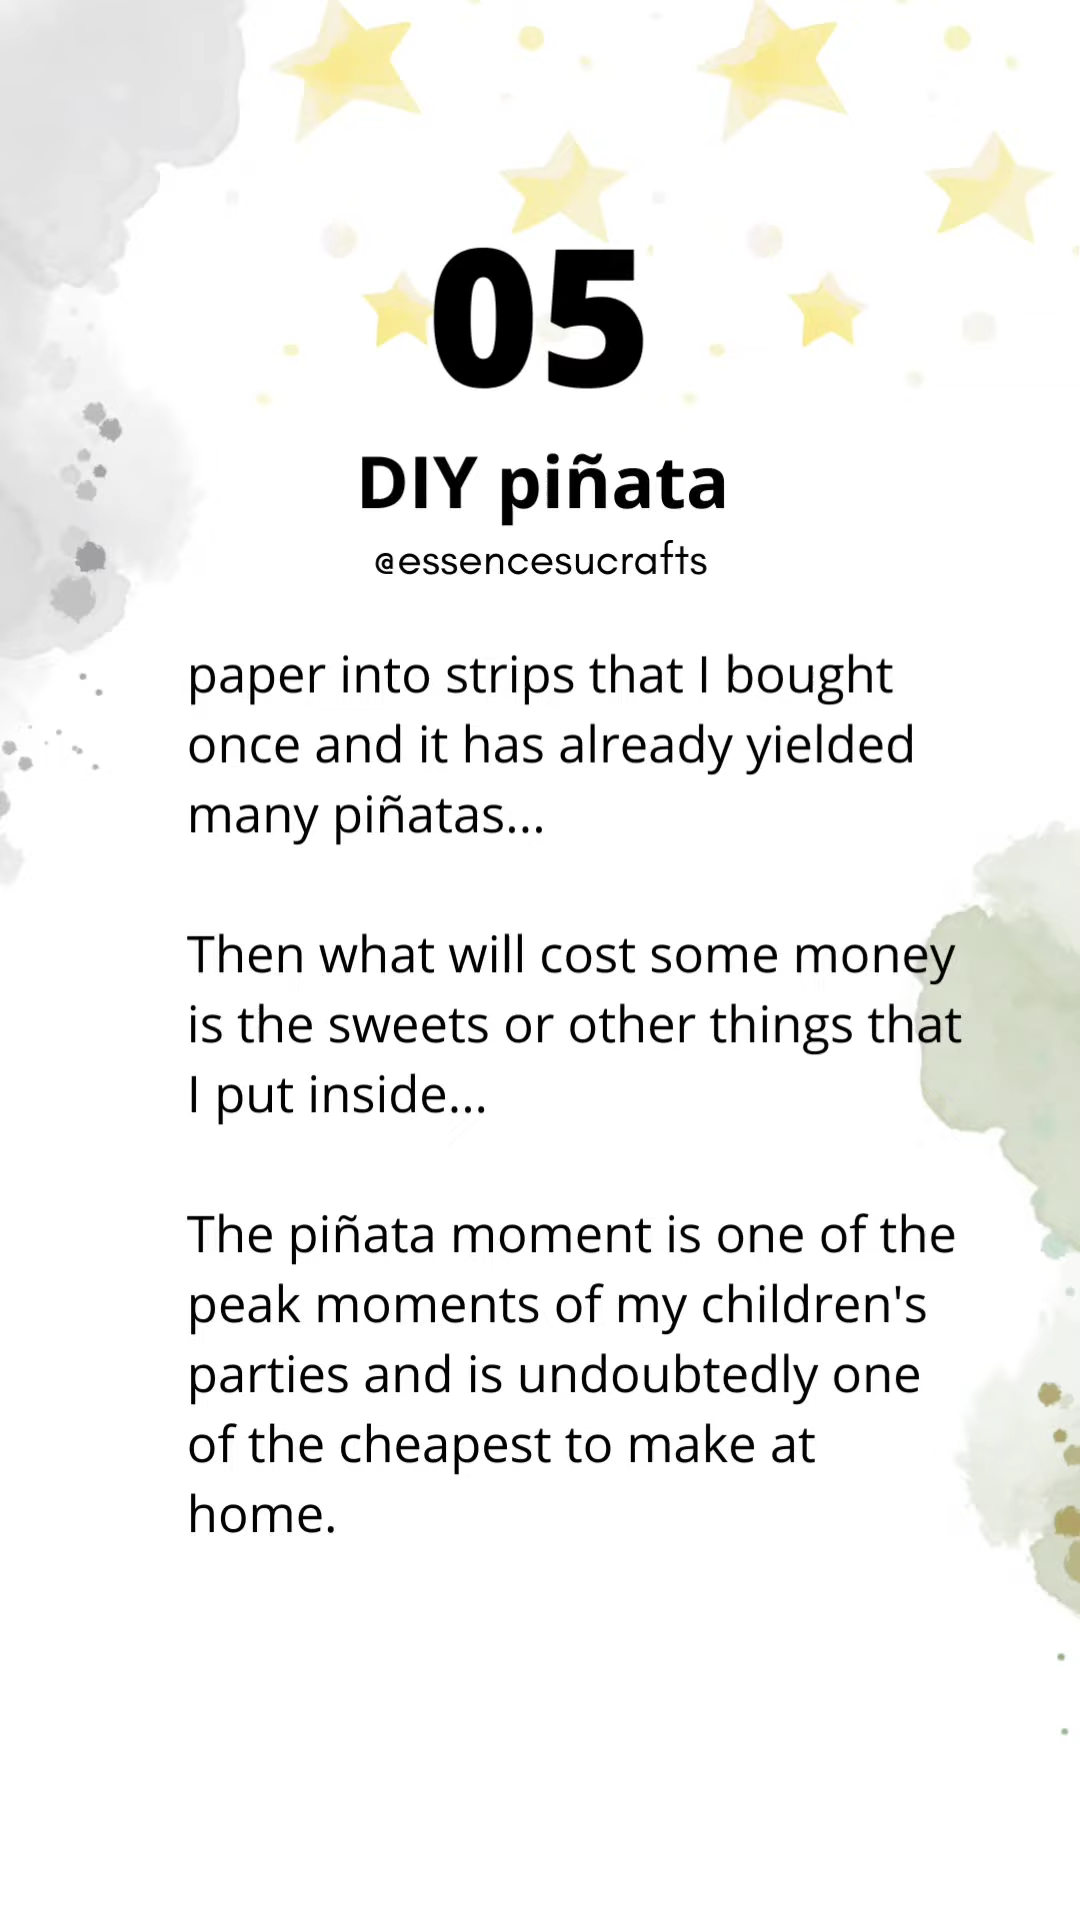 05
DIY piñata
@essencesucrafts
paper into strips that I bought
once and it has already yielded
many piñatas...
Then what will cost some money
is the sweets or other things that
I put inside...
The piñata moment is one of the
peak moments of my children's
parties and is undoubtedly one
of the cheapest to make at
home.